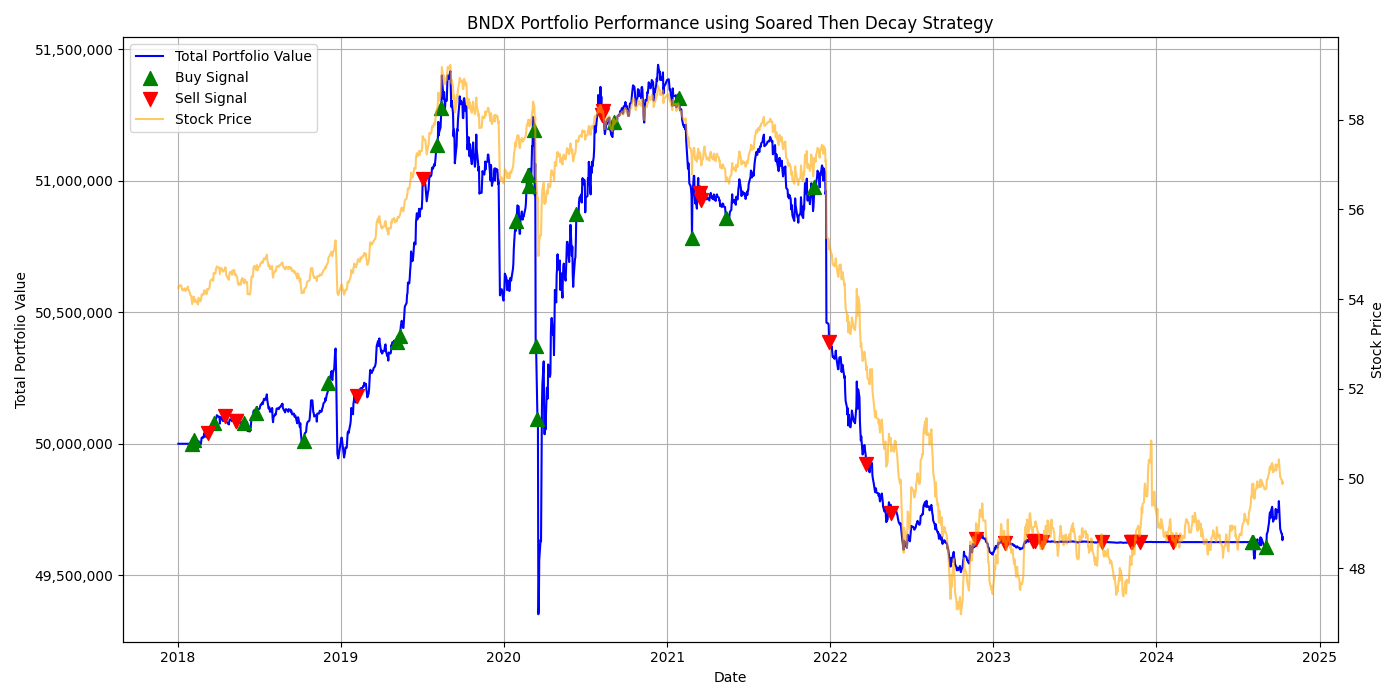 BNDX Portfolio Performance using Soared Then Decay Strategy
Total Portfolio Value
Buy Signal
Sell Signal
Stock Price
51,500,000
51,000,000
50,500,000
50,000,000
49,500,000
Total Portfolio Value
58
56
54
52
50
48
Stock Price
2018
2019
2020
2021
2022
2023
2024
2025
Date